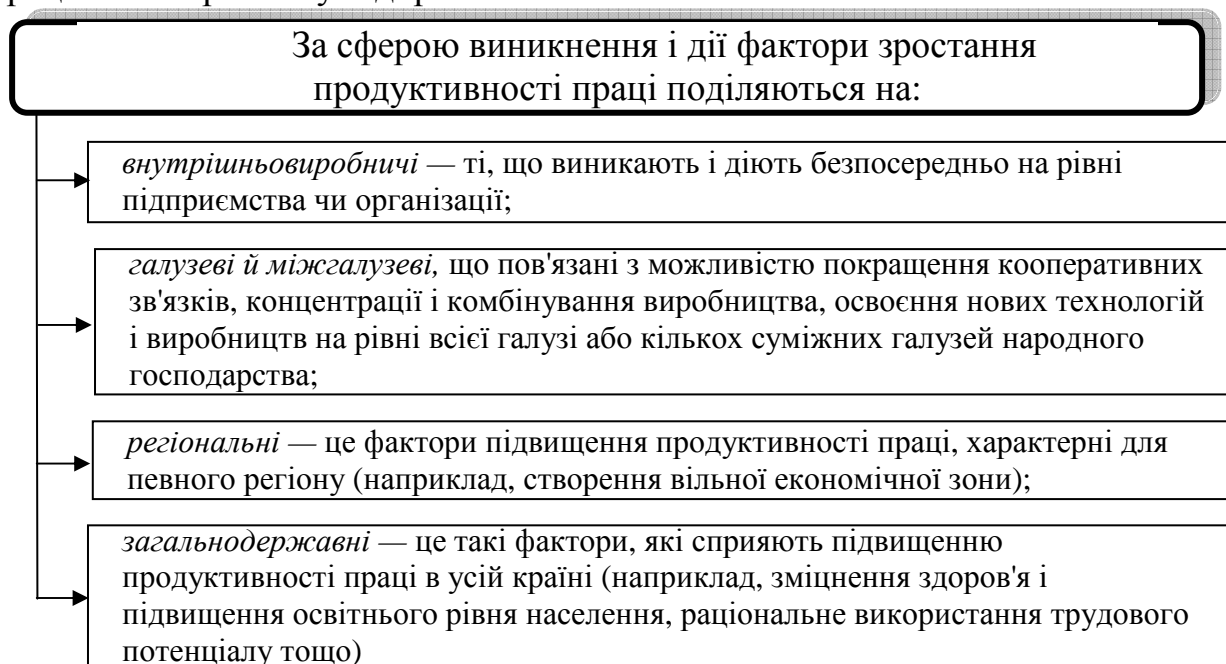 За сферою виникнення і дії фактори зростання
продуктивності праці поділяються на:
внутрішньовиробничі — ті, що виникають і діють безпосередньо на рівні
підприємства чи організації;
галузеві й міжгалузеві, що пов'язані з можливістю покращення кооперативних
зв'язків, концентрації і комбінування виробництва, освоєння нових технологій
і виробництв на рівні всієї галузі або кількох суміжних галузей народного
господарства;
регіональні — це фактори підвищення продуктивності праці, характерні для
певного регіону (наприклад, створення вільної економічної зони);
загальнодержавні — це такі фактори, які сприяють підвищенню
продуктивності праці в усій країні (наприклад, зміцнення здоров'я і
підвищення освітнього рівня населення, раціональне використання трудового
потенціалу тощо)